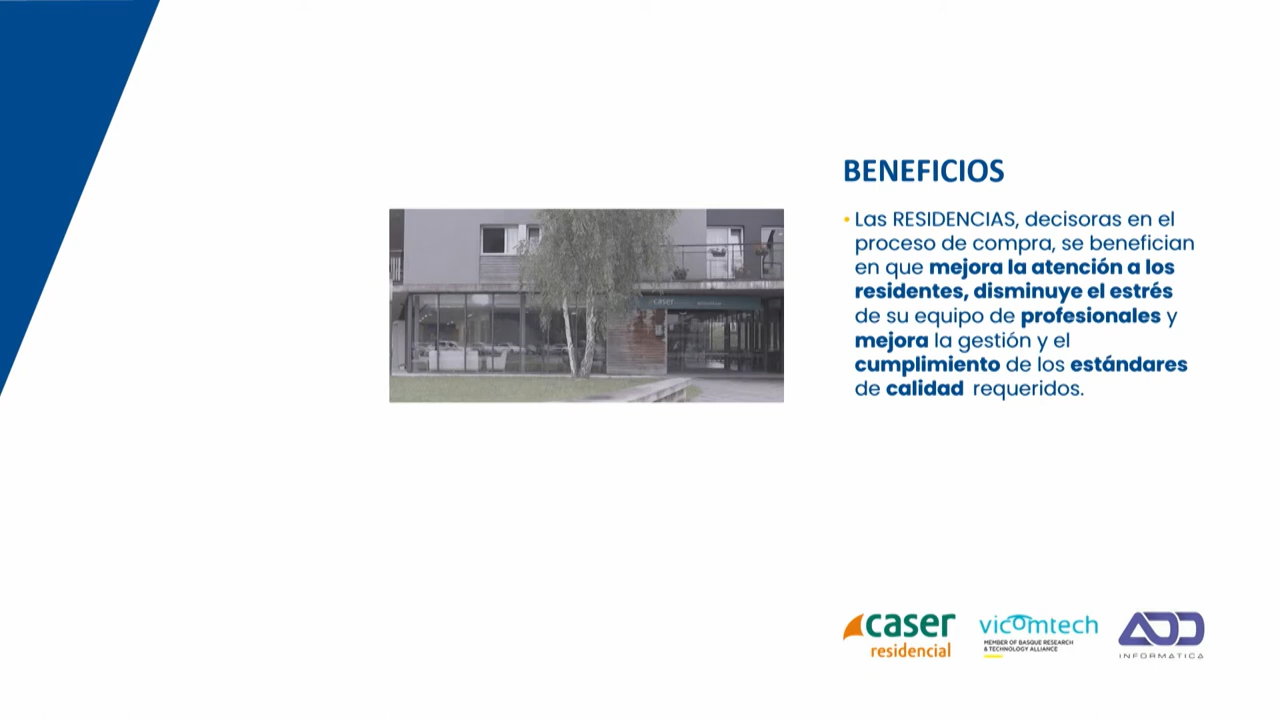 BENEFICIOS
• Las RESIDENCIAS, decisoras en el
proceso de compra, se benefician
en que mejora la atención a los
residentes, disminuye el estrés
de su equipo de profesionales y
mejora la gestión y el
cumplimiento de los estándares
de calidad requeridos.
caser
caser
residencial
vicomtech
MEMBER OF BASQUE RESEARCH
& TECHNOLOGY ALLIANCE
ADD
INFORMATICA